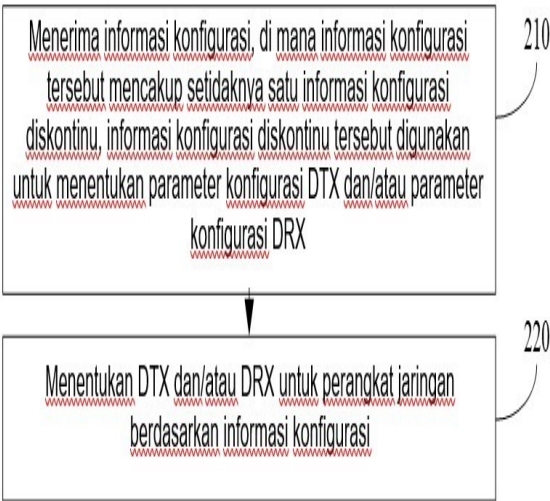 Menerima informasi konfigurasi, di mana informasi konfigurasi
tersebut mencakup setidaknya satu informasi konfigurasi
diskontinu, informasi konfigurasi diskontinu tersebut digunakan
untuk menentukan parameter konfigurasi DTX dan/atau parameter
konfigurasi DRX
210
Menentukan DTX dan/atau DRX untuk perangkat jaringan
berdasarkan informasi konfigurasi
220